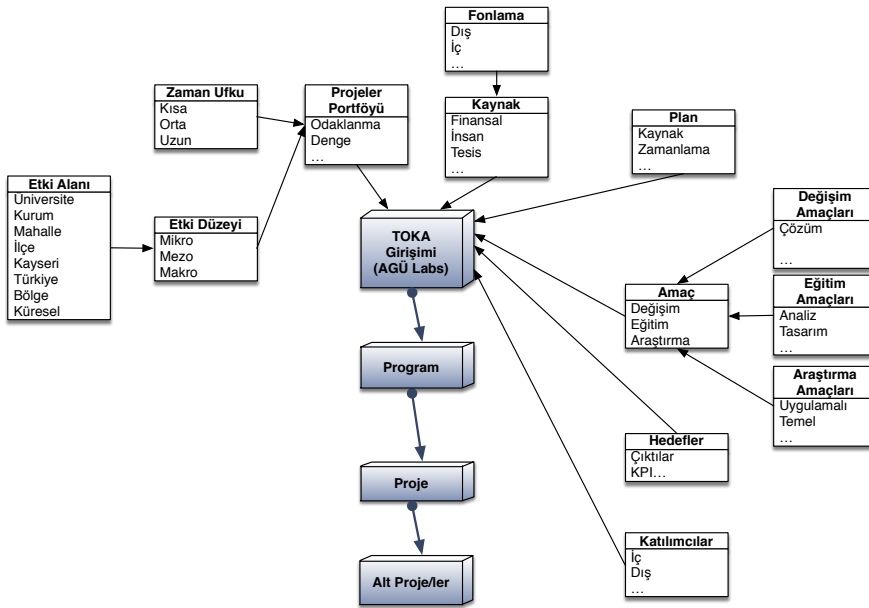 Fonlama
Dış
İç
…
Zaman Ufku
Kısa
Orta
Uzun
Projeler
Portföyü
Odaklanma
Denge
…
Kaynak
Finansal
İnsan
Tesis
…
Plan
Kaynak
Zamanlama
…
Etki Alanı
Üniversite
Kurum
Mahalle
İlçe
Kayseri
Türkiye
Bölge
Küresel
Etki Düzeyi
Mikro
Mezo
Makro
TOKA
Girişimi
(AGÜ Labs)
Değişim
Amaçları
Çözüm
…
Amaç
Değişim
Eğitim
Araştırma
Eğitim
Amaçları
Analiz
Tasarım
…
Araştırma
Amaçları
Uygulamalı
Temel
…
Program
Hedefler
Çıktılar
KPI…
Proje
Katılımcılar
İç
Dış
…
Alt Proje/ler